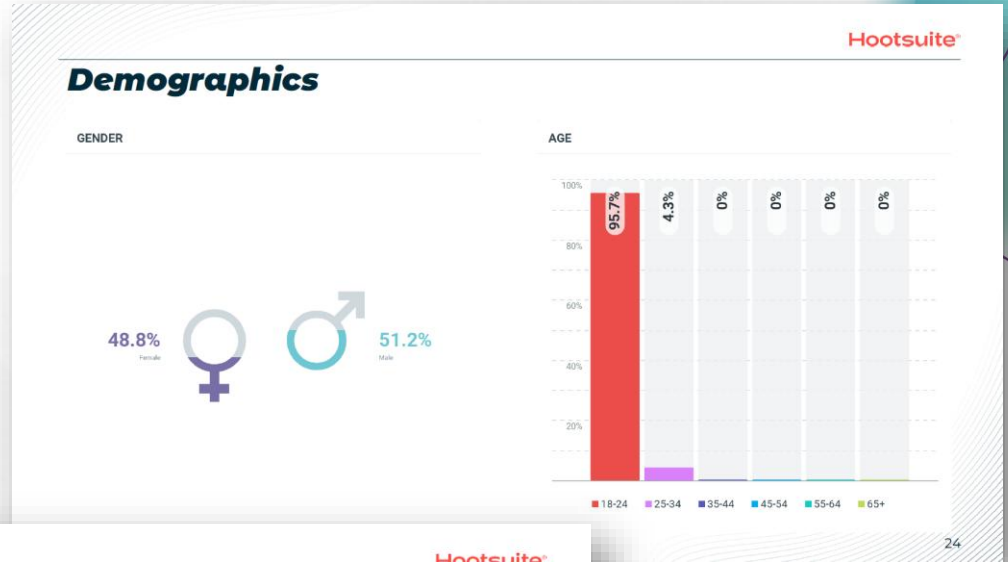 Hootsuite®
Demographics
GENDER
AGE
48.8%
Female
51.2%
Male
100%
80%
60%
40%
20%
95.7%
4.3%
0%
0%
0%
0%
18-24 25-34 35-44 45-54 55-64 65+
24
Hootsuite®